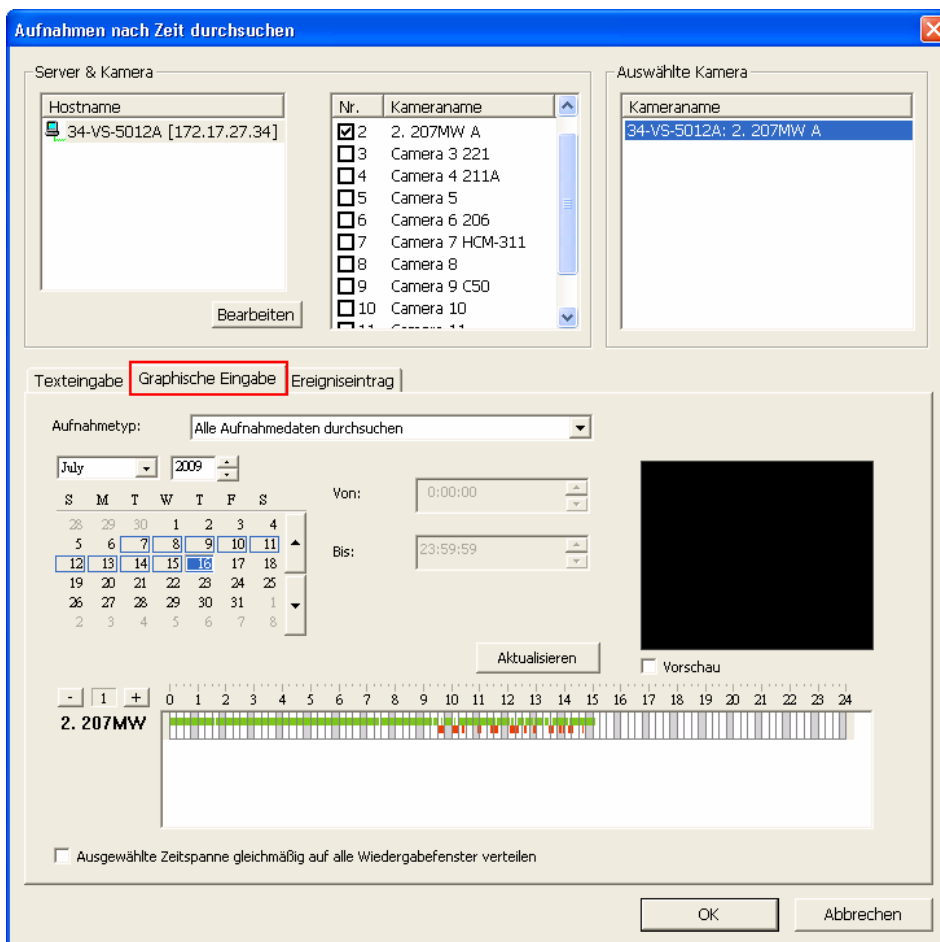 Aufnahmen nach Zeit durchsuchen
Server & Kamera
Hostname
34-VS-5012A [172.17.27.34]
Bearbeiten
Nr. Kameraname
2 2. 207MW A
3 Camera 3 221
4 Camera 4 211A
5 Camera 5
6 Camera 6 206
7 Camera 7 HCM-311
8 Camera 8
9 Camera 9 C50
10 Camera 10
11 Camera 11
Auswählte Kamera
Kameraname
34-VS-5012A: 2. 207MW A
Texteingabe Graphische Eingabe Ereigniseintrag
Aufnahmetyp: Alle Aufnahmedaten durchsuchen
July 2009
S M T W T F S
28 29 30 1 2 3 4
5 6 7 8 9 10 11
12 13 14 15 16 17 18
19 20 21 22 23 24 25
26 27 28 29 30 31 1
2 3 4 5 6 7 8
Von: 0:00:00
Bis: 23:59:59
Aktualisieren
Vorschau
- 1 + 0 1 2 3 4 5 6 7 8 9 10 11 12 13 14 15 16 17 18 19 20 21 22 23 24
2. 207MW
Ausgewählte Zeitspanne gleichmäßig auf alle Wiedergabefenster verteilen
OK Abbrechen